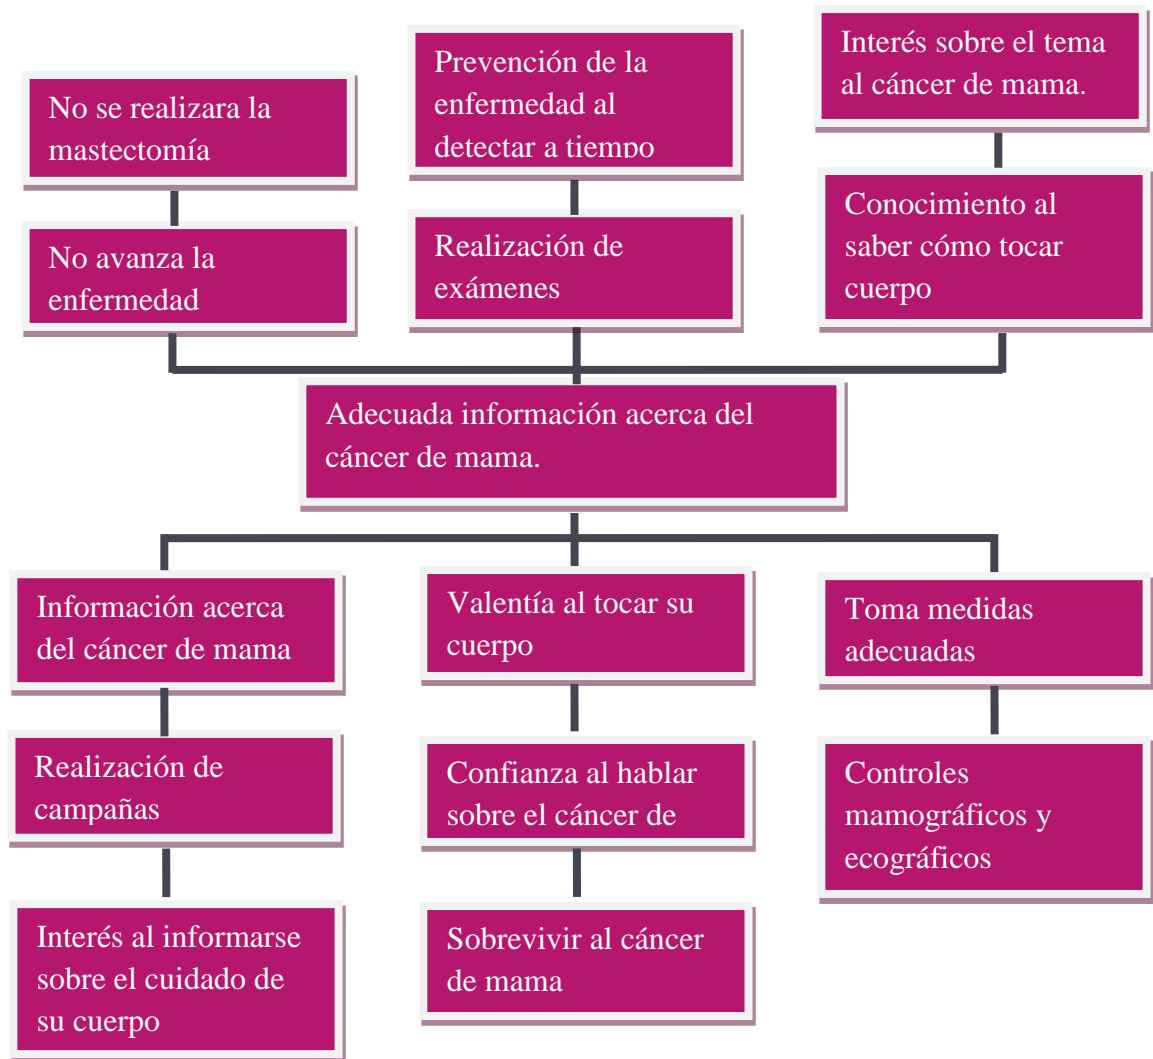 No se realizara la
mastectomía
Prevención de la
enfermedad al
detectar a tiempo
Interés sobre el tema
al cáncer de mama.
No avanza la
enfermedad
Realización de
exámenes
Conocimiento al
saber cómo tocar
cuerpo
Adecuada información acerca del
cáncer de mama.
Información acerca
del cáncer de mama
Valentía al tocar su
cuerpo
Toma medidas
adecuadas
Realización de
campañas
Confianza al hablar
sobre el cáncer de
Controles
mamográficos y
ecográficos
Interés al informarse
sobre el cuidado de
su cuerpo
Sobrevivir al cáncer
de mama